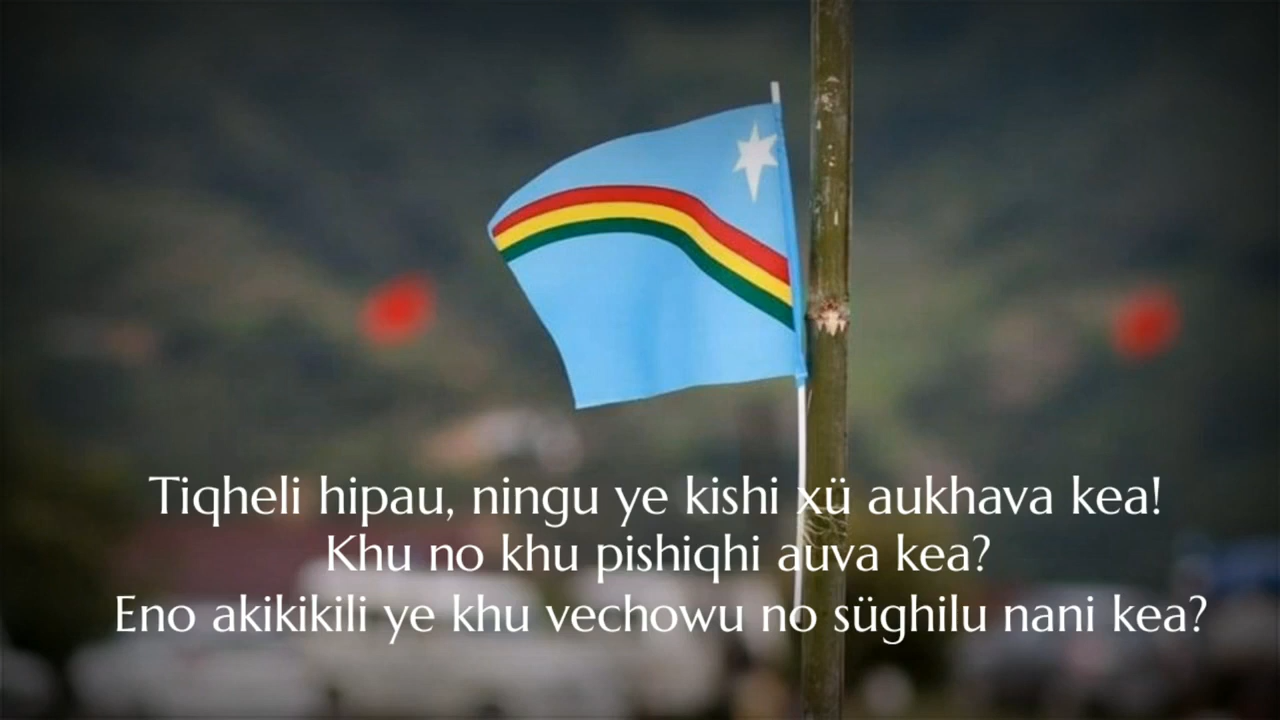 Tiqheli hipau, ningu ye kishi xü aukhava kea!
Khu no khu pishiqhi auva kea?
Eno akikikili ye khu vechowu no süghilu nani kea?